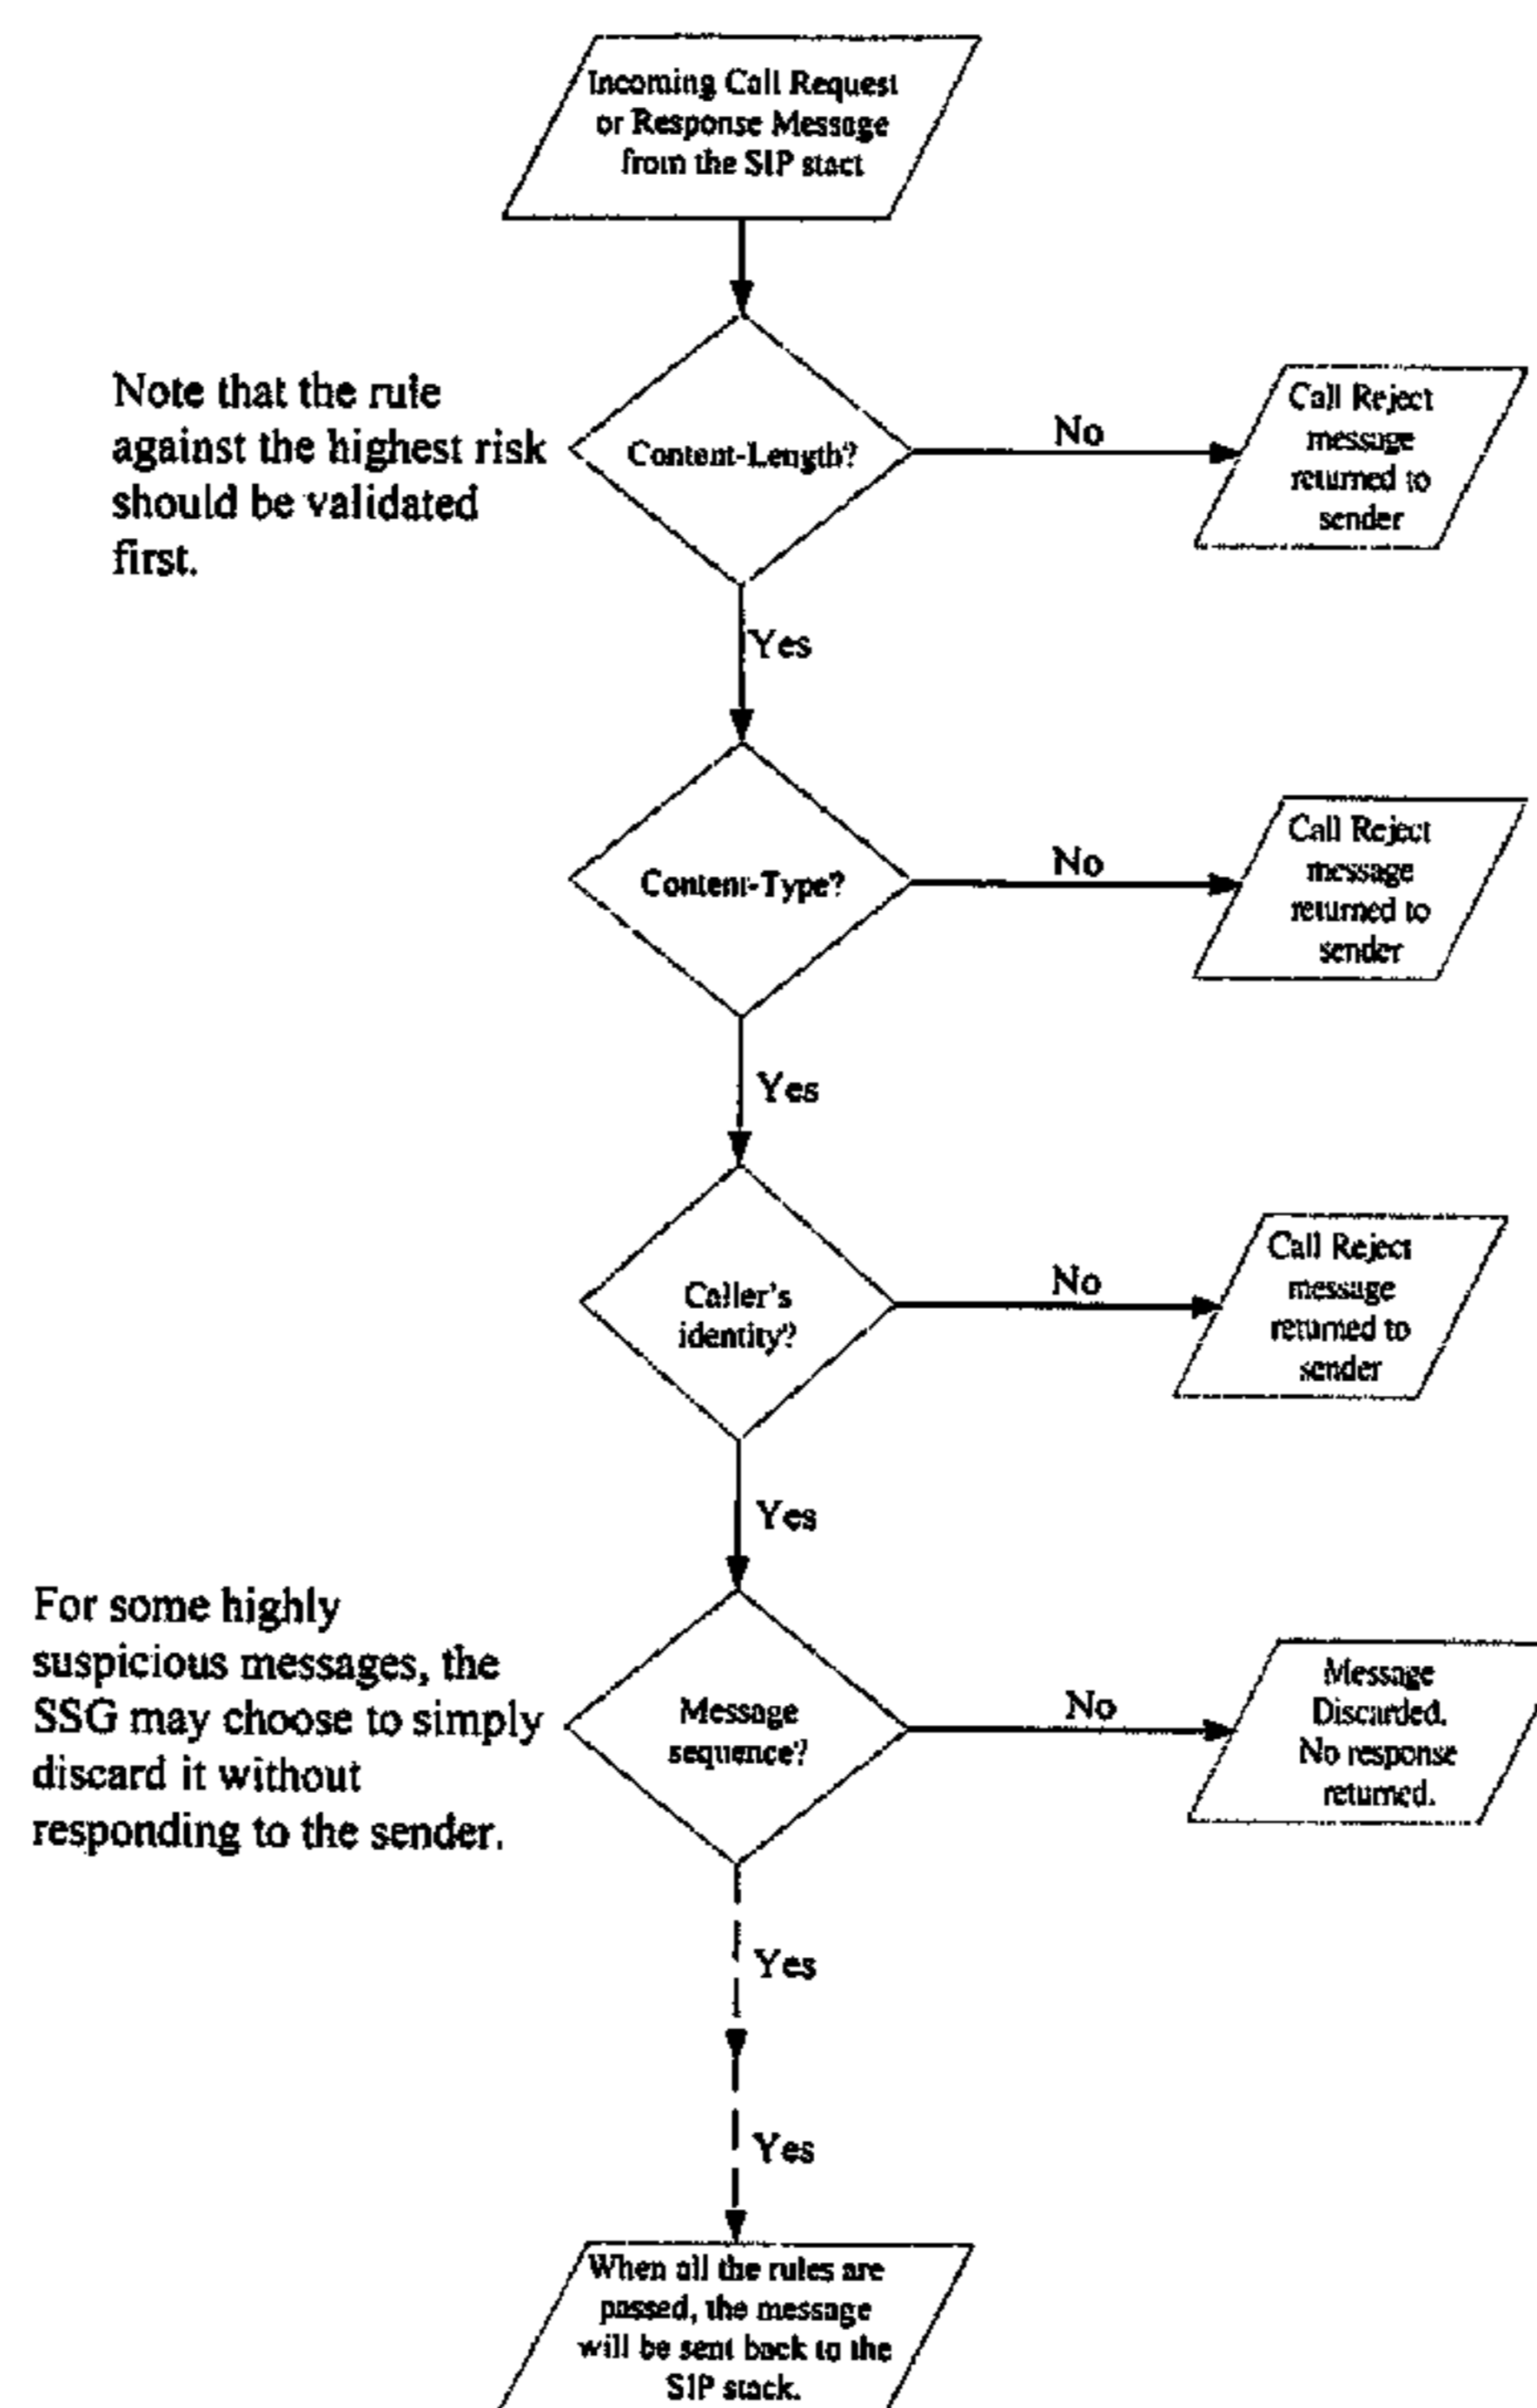 Incoming Call Request
or Response Message
from the SIP stact
Note that the rule
against the highest risk
should be validated
first.
Content-Length?
No
Call Reject
message
returned to
sender
Yes
Content-Type?
No
Call Reject
message
returned to
sender
Yes
Caller's
identity?
No
Call Reject
message
returned to
sender
Yes
For some highly
suspicious messages, the
SSG may choose to simply
discard it without
responding to the sender.
Message
sequence?
No
Message
Discarded.
No response
returned.
Yes
Yes
When all the rules are
passed, the message
will be sent back to the
SIP stack.